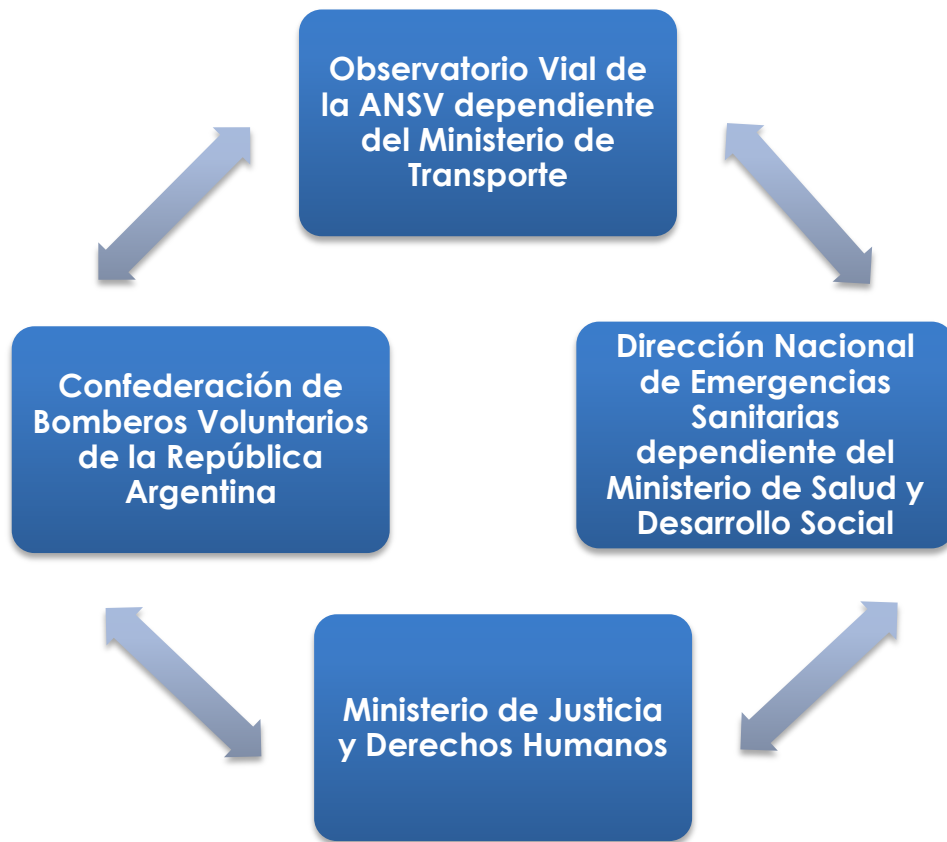 Observatorio Vial de
la ANSV dependiente
del Ministerio de
Transporte
Confederación de
Bomberos Voluntarios
de la República
Argentina
Dirección Nacional
de Emergencias
Sanitarias
dependiente del
Ministerio de Salud y
Desarrollo Social
Ministerio de Justicia
y Derechos Humanos